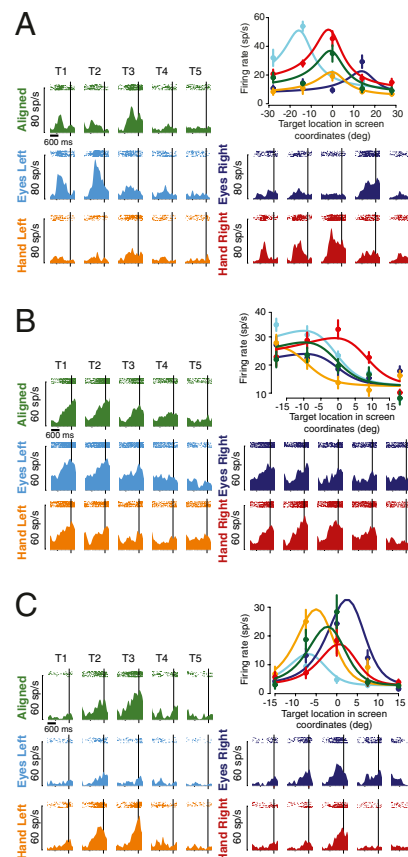 A
T1 T2 T3 T4 T5
Aligned
80 sp/s
600 ms
Eyes Left
80 sp/s
Hand Left
80 sp/s
Firing rate (sp/s)
60
40
20
0
-30 -20 -10 0 10 20 30
Target location in screen
coordinates (deg)
Eyes Right
80 sp/s
Hand Right
80 sp/s
B
T1 T2 T3 T4 T5
Aligned
60 sp/s
600 ms
Eyes Left
60 sp/s
Hand Left
60 sp/s
Firing rate (sp/s)
40
30
20
10
-15 -10 -5 0 5 10 15
Target location in screen
coordinates (deg)
Eyes Right
60 sp/s
Hand Right
60 sp/s
C
T1 T2 T3 T4 T5
Aligned
60 sp/s
600 ms
Eyes Left
60 sp/s
Hand Left
60 sp/s
Firing rate (sp/s)
30
20
10
0
-15 -10 -5 0 5 10 15
Target location in screen
coordinates (deg)
Eyes Right
60 sp/s
Hand Right
60 sp/s